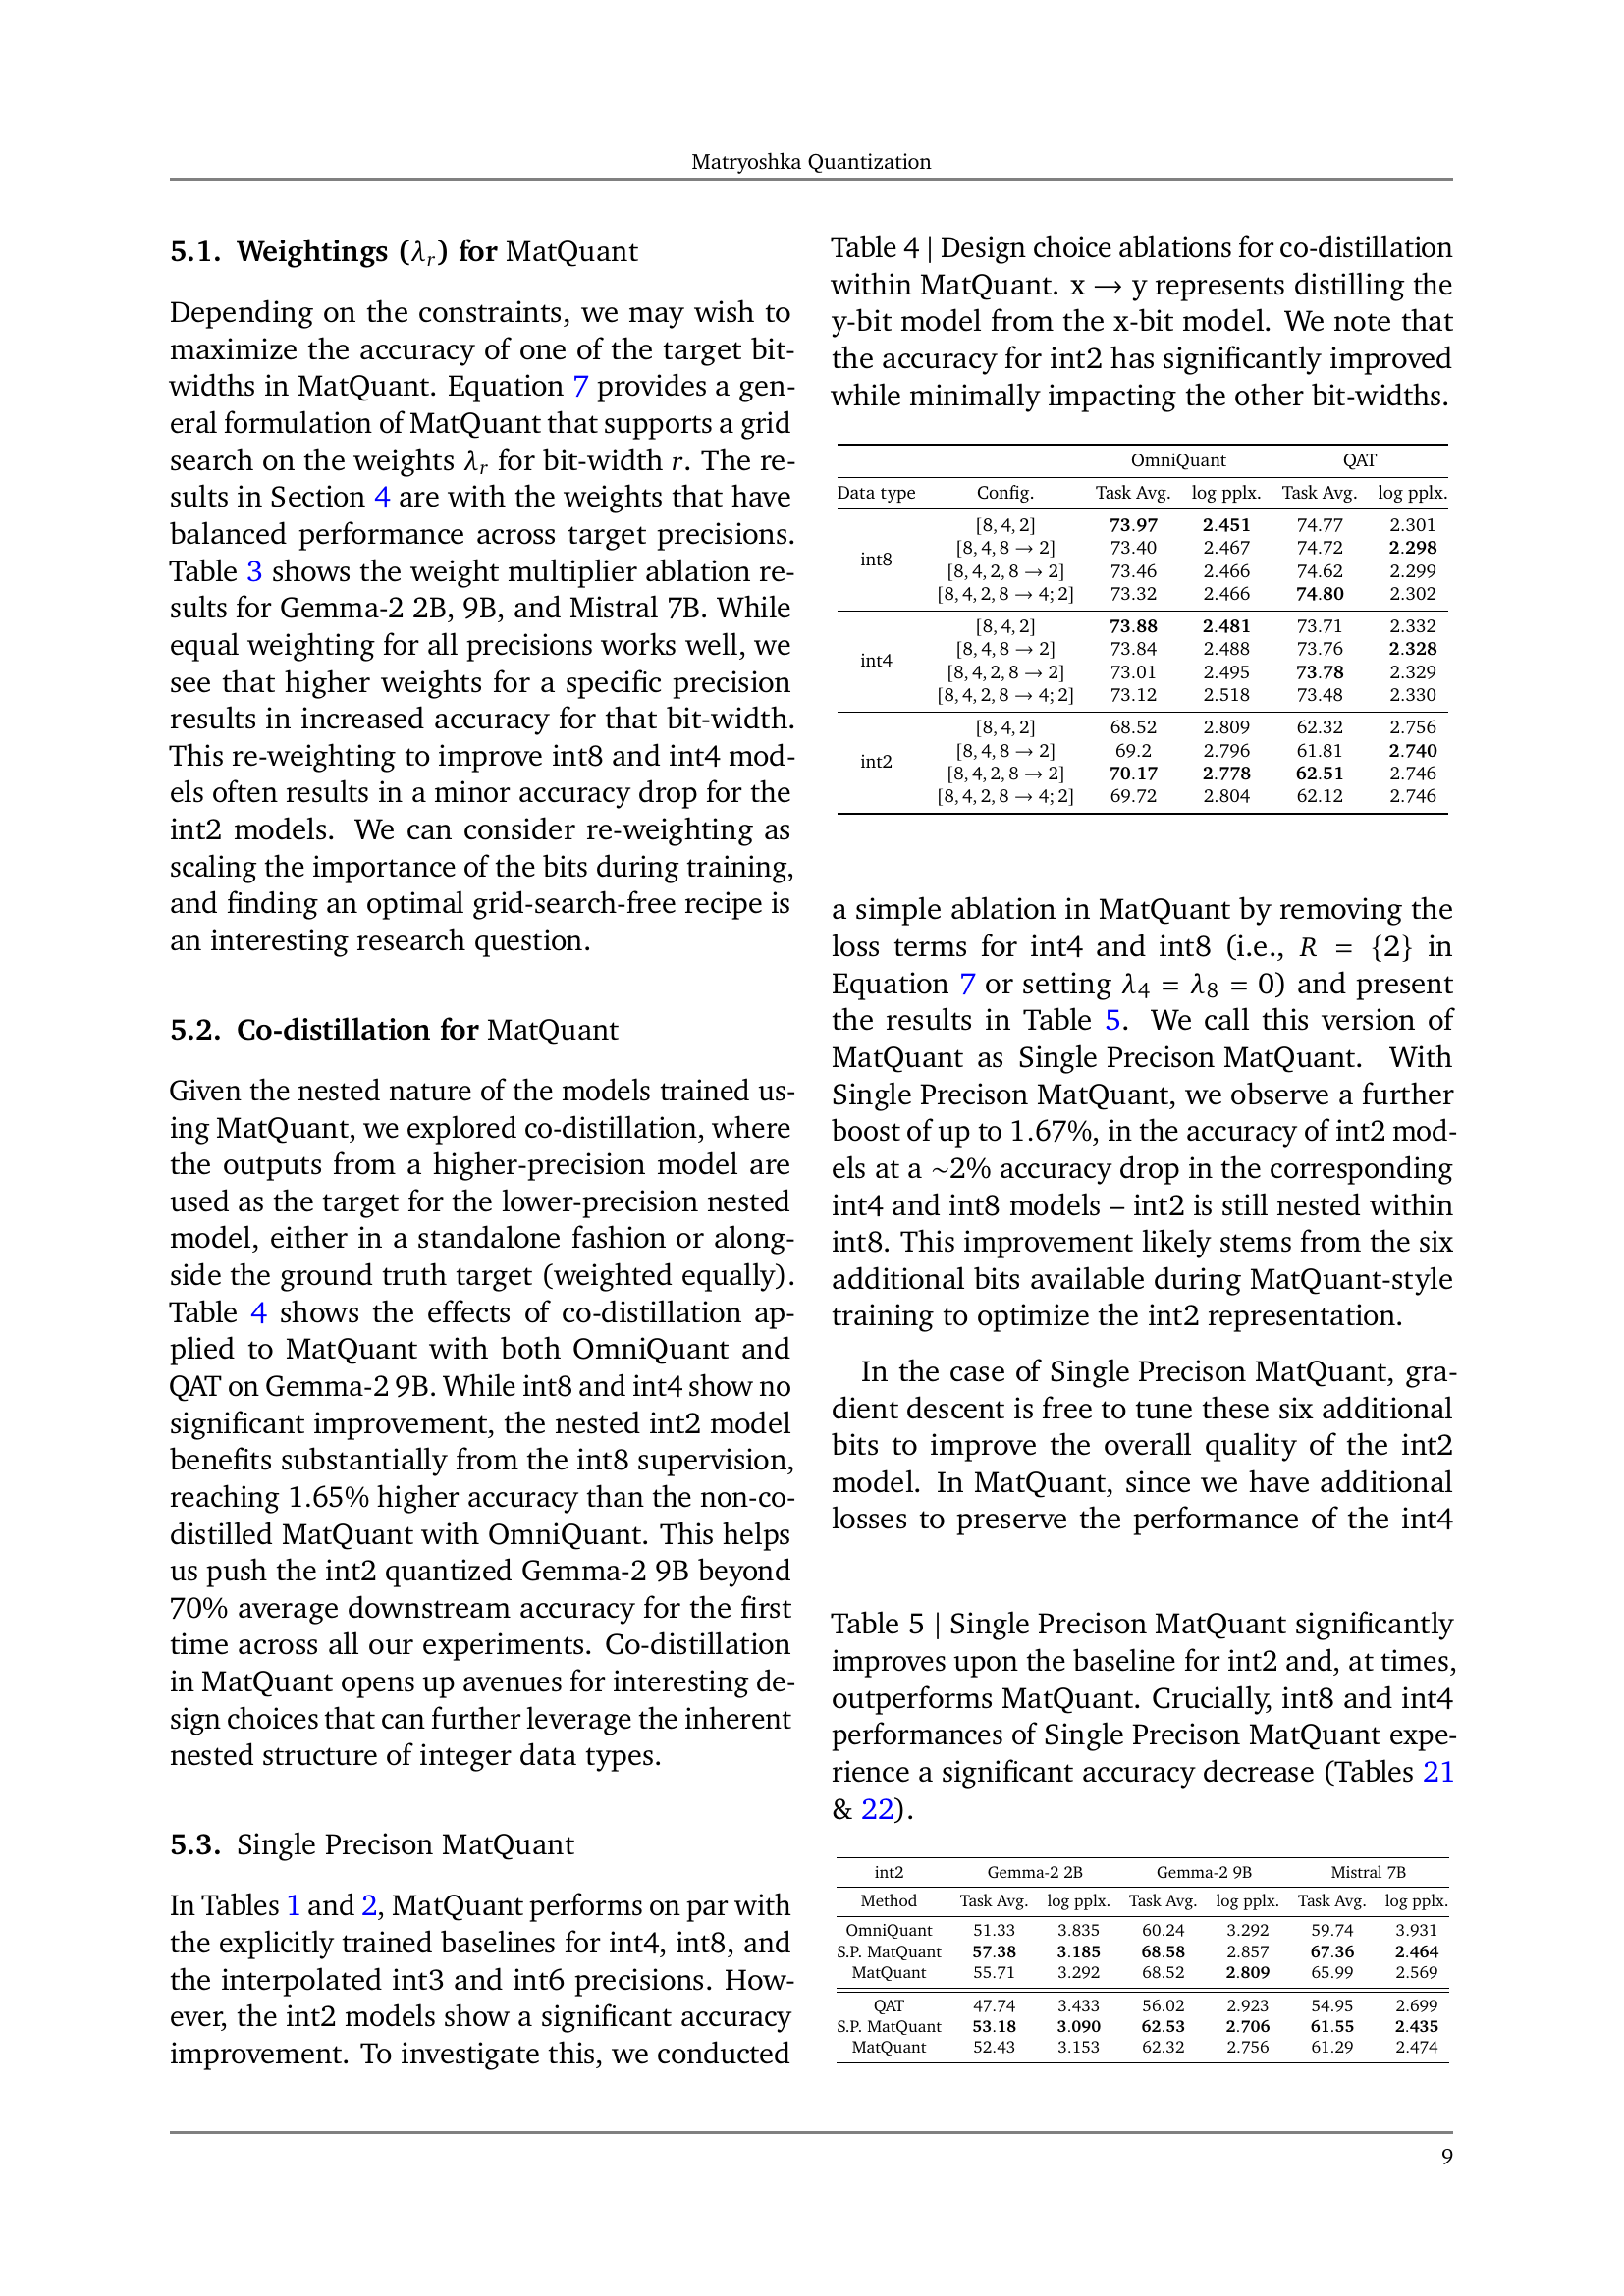 Matryoshka Quantization
5.1. Weightings (λr) for MatQuant
Depending on the constraints, we may wish to
maximize the accuracy of one of the target bit-
widths in MatQuant. Equation 7 provides a gen-
eral formulation of MatQuant that supports a grid
search on the weights λr for bit-width r. The re-
sults in Section 4 are with the weights that have
balanced performance across target precisions.
Table 3 shows the weight multiplier ablation re-
sults for Gemma-2 2B, 9B, and Mistral 7B. While
equal weighting for all precisions works well, we
see that higher weights for a specific precision
results in increased accuracy for that bit-width.
This re-weighting to improve int8 and int4 mod-
els often results in a minor accuracy drop for the
int2 models. We can consider re-weighting as
scaling the importance of the bits during training,
and finding an optimal grid-search-free recipe is
an interesting research question.
5.2. Co-distillation for MatQuant
Given the nested nature of the models trained us-
ing MatQuant, we explored co-distillation, where
the outputs from a higher-precision model are
used as the target for the lower-precision nested
model, either in a standalone fashion or along-
side the ground truth target (weighted equally).
Table 4 shows the effects of co-distillation ap-
plied to MatQuant with both OmniQuant and
QAT on Gemma-2 9B. While int8 and int4 show no
significant improvement, the nested int2 model
benefits substantially from the int8 supervision,
reaching 1.65% higher accuracy than the non-co-
distilled MatQuant with OmniQuant. This helps
us push the int2 quantized Gemma-2 9B beyond
70% average downstream accuracy for the first
time across all our experiments. Co-distillation
in MatQuant opens up avenues for interesting de-
sign choices that can further leverage the inherent
nested structure of integer data types.
5.3. Single Precison MatQuant
In Tables 1 and 2, MatQuant performs on par with
the explicitly trained baselines for int4, int8, and
the interpolated int3 and int6 precisions. How-
ever, the int2 models show a significant accuracy
improvement. To investigate this, we conducted
Table 4 | Design choice ablations for co-distillation
within MatQuant. x → y represents distilling the
y-bit model from the x-bit model. We note that
the accuracy for int2 has significantly improved
while minimally impacting the other bit-widths.
OmniQuant QAT
Data type Config. Task Avg. log pplx. Task Avg. log pplx.
int8
[8, 4, 2] 73.97 2.451 74.77 2.301
[8, 4, 8 → 2] 73.40 2.467 74.72 2.298
[8, 4, 2, 8 → 2] 73.46 2.466 74.62 2.299
[8, 4, 2, 8 → 4; 2] 73.32 2.466 74.80 2.302
int4
[8, 4, 2] 73.88 2.481 73.71 2.332
[8, 4, 8 → 2] 73.84 2.488 73.76 2.328
[8, 4, 2, 8 → 2] 73.01 2.495 73.78 2.329
[8, 4, 2, 8 → 4; 2] 73.12 2.518 73.48 2.330
int2
[8, 4, 2] 68.52 2.809 62.32 2.756
[8, 4, 8 → 2] 69.2 2.796 61.81 2.740
[8, 4, 2, 8 → 2] 70.17 2.778 62.51 2.746
[8, 4, 2, 8 → 4; 2] 69.72 2.804 62.12 2.746
a simple ablation in MatQuant by removing the
loss terms for int4 and int8 (i.e., R = {2} in
Equation 7 or setting λ4 = λ8 = 0) and present
the results in Table 5. We call this version of
MatQuant as Single Precison MatQuant. With
Single Precison MatQuant, we observe a further
boost of up to 1.67%, in the accuracy of int2 mod-
els at a ~2% accuracy drop in the corresponding
int4 and int8 models – int2 is still nested within
int8. This improvement likely stems from the six
additional bits available during MatQuant-style
training to optimize the int2 representation.
In the case of Single Precison MatQuant, gra-
dient descent is free to tune these six additional
bits to improve the overall quality of the int2
model. In MatQuant, since we have additional
losses to preserve the performance of the int4
Table 5 | Single Precison MatQuant significantly
improves upon the baseline for int2 and, at times,
outperforms MatQuant. Crucially, int8 and int4
performances of Single Precison MatQuant expe-
rience a significant accuracy decrease (Tables 21
& 22).
int2 Gemma-2 2B Gemma-2 9B Mistral 7B
Method Task Avg. log pplx. Task Avg. log pplx. Task Avg. log pplx.
OmniQuant 51.33 3.835 60.24 3.292 59.74 3.931
S.P. MatQuant 57.38 3.185 68.58 2.857 67.36 2.464
MatQuant 55.71 3.292 68.52 2.809 65.99 2.569
QAT 47.74 3.433 56.02 2.923 54.95 2.699
S.P. MatQuant 53.18 3.090 62.53 2.706 61.55 2.435
MatQuant 52.43 3.153 62.32 2.756 61.29 2.474
9